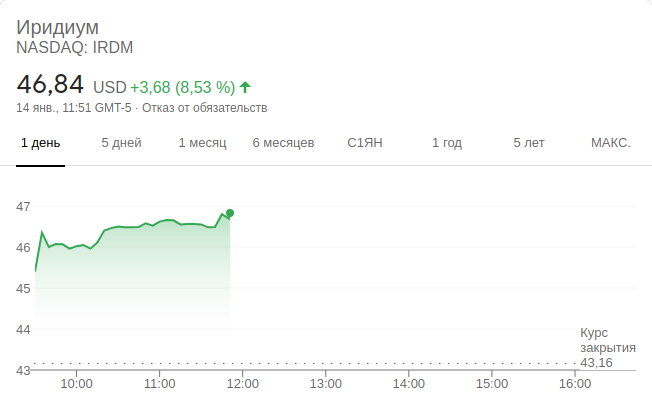 Иридиум
NASDAQ: IRDM
46,84 USD +3,68 (8,53 %)
14 янв., 11:51 GMT-5 · Отказ от обязательств
1 день 5 дней 1 месяц 6 месяцев С1ЯН 1 год 5 лет МАКС.
47
46
45
44
Курс
закрытия
43,16
43
10:00 11:00 12:00 13:00 14:00 15:00 16:00